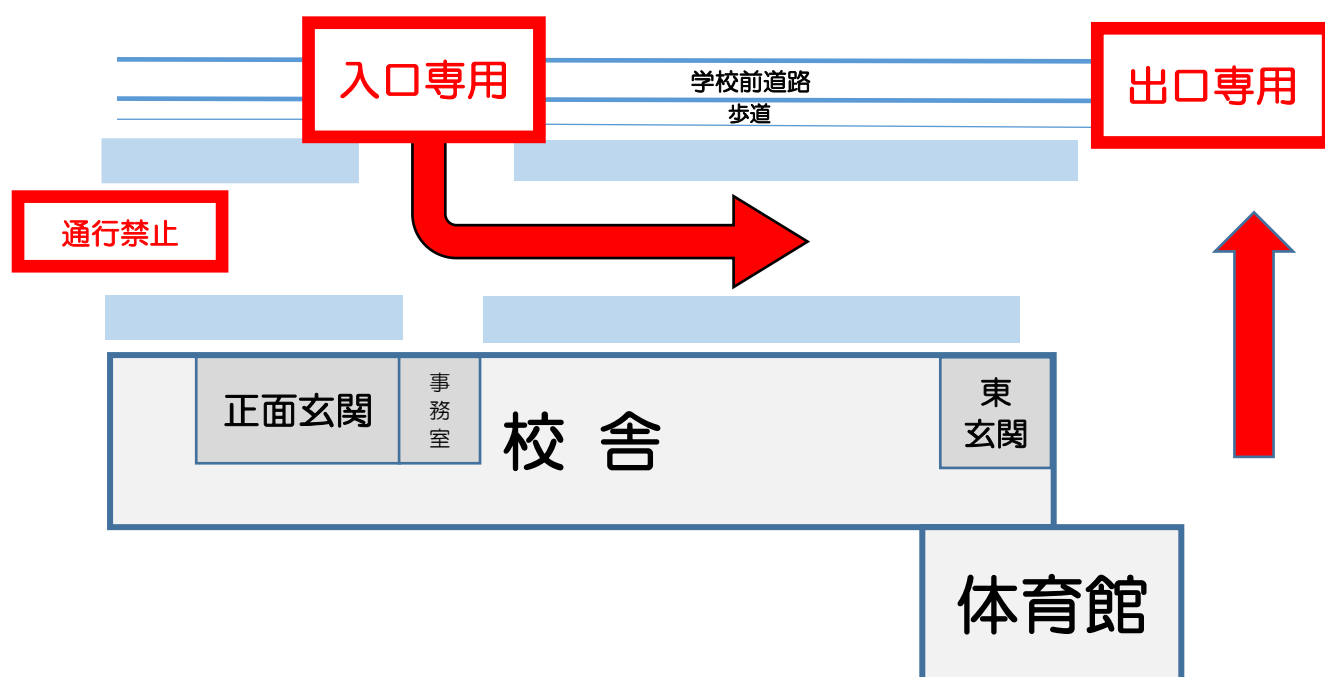 入口専用
学校前道路
出口専用
歩道
通行禁止
正面玄関
事
務
室
校 舎
東
玄関
体育館